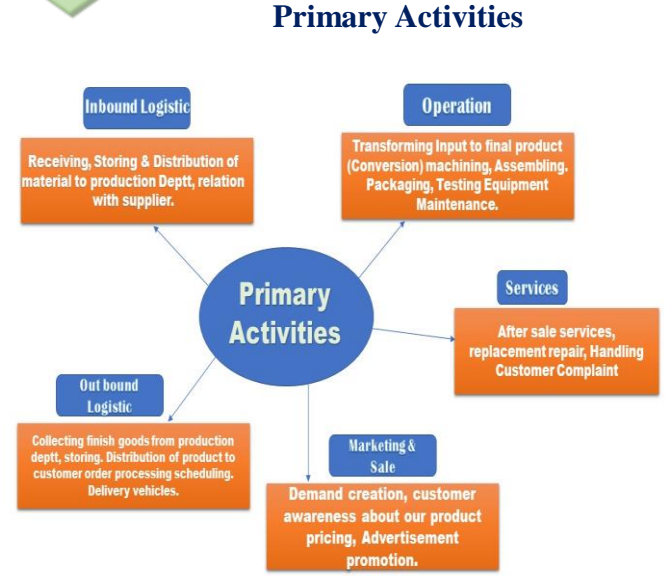 Primary Activities
Inbound Logistic
Receiving, Storing & Distribution of
material to production Deptt, relation
with supplier.
Operation
Transforming Input to final product
(Conversion) machining, Assembling.
Packaging, Testing Equipment
Maintenance.
Primary
Activities
Services
After sale services,
replacement repair, Handling
Customer Complaint
Out bound
Logistic
Collecting finish goods from production
deptt, storing. Distribution of product to
customer order processing scheduling.
Delivery vehicles.
Marketing &
Sale
Demand creation, customer
awareness about our product
pricing, Advertisement
promotion.